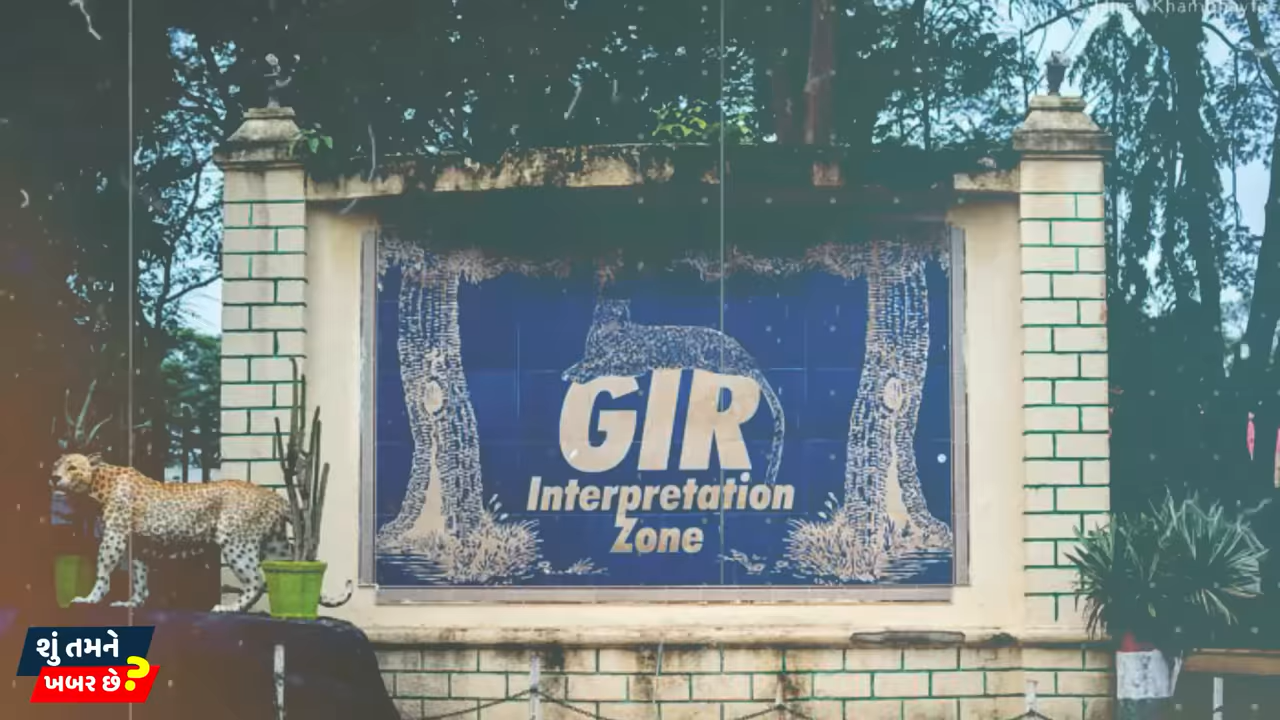 GIR
Interpretation
Zone
શું તમને
ખબર છે?